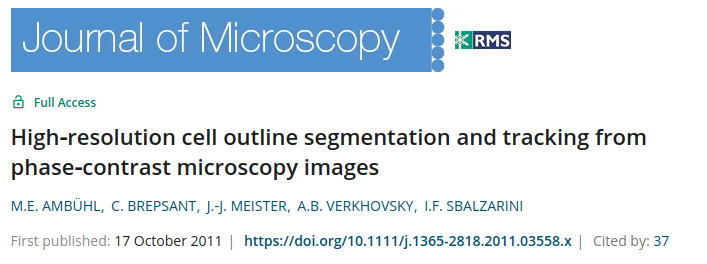 Journal of Microscopy
RMS
Full Access
High-resolution cell outline segmentation and tracking from
phase-contrast microscopy images
M.E. AMBÜHL, C. BREPSANT, J.-J. MEISTER, A.B. VERKHOVSKY, I.F. SBALZARINI
First published: 17 October 2011 | https://doi.org/10.1111/j.1365-2818.2011.03558.x | Cited by: 37